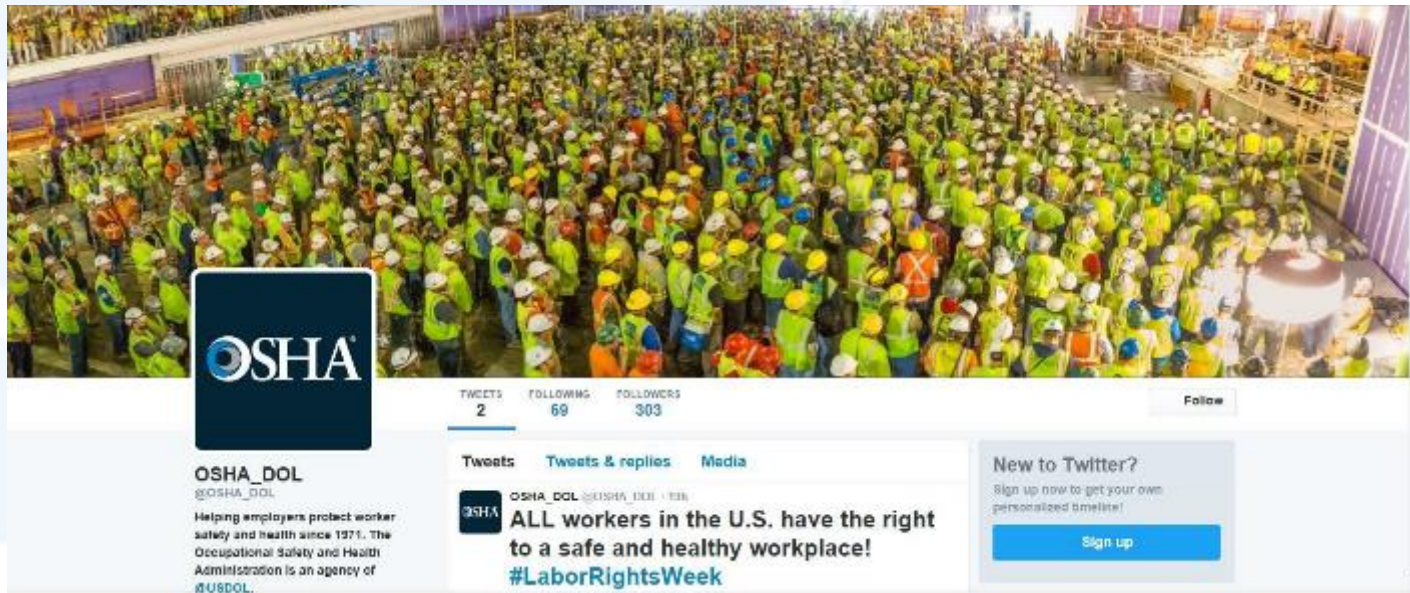 OSHA
TWEETS
2
FOLLOWING
69
FOLLOWERS
303
Follow
OSHA_DOL
@OSHA_DOL
Helping employers protect worker
safety and health since 1971. The
Occupational Safety and Health
Administration is an agency of
@USDOL.
Tweets Tweets & replies Media
OSHA
OSHA_DOL @OSHA_DOL
ALL workers in the U.S. have the right
to a safe and healthy workplace!
#LaborRightsWeek
New to Twitter?
Sign up now to get your own
personalized timeline!
Sign up